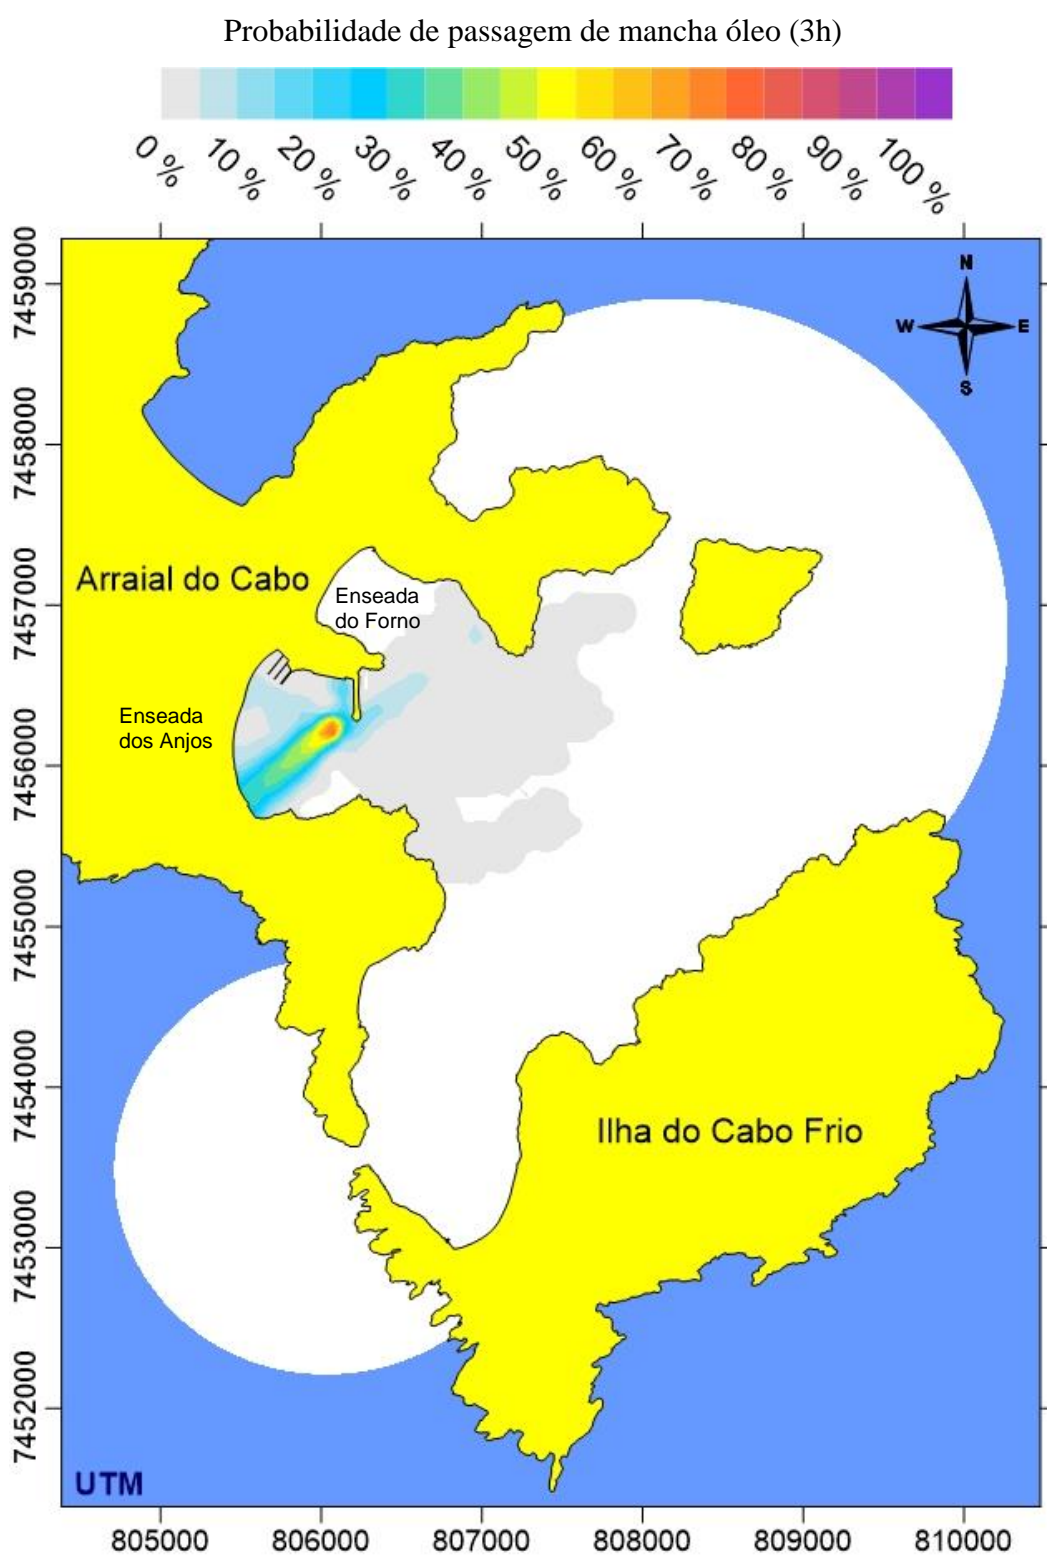 Probabilidade de passagem de mancha óleo (3h)
0 %
10 %
20 %
30 %
40 %
50 %
60 %
70 %
80 %
90 %
100 %
N
W
E
S
7459000
7458000
7457000
7456000
7455000
7454000
7453000
7452000
Arraial do Cabo
Enseada
do Forno
Enseada
dos Anjos
Ilha do Cabo Frio
UTM
805000
806000
807000
808000
809000
810000